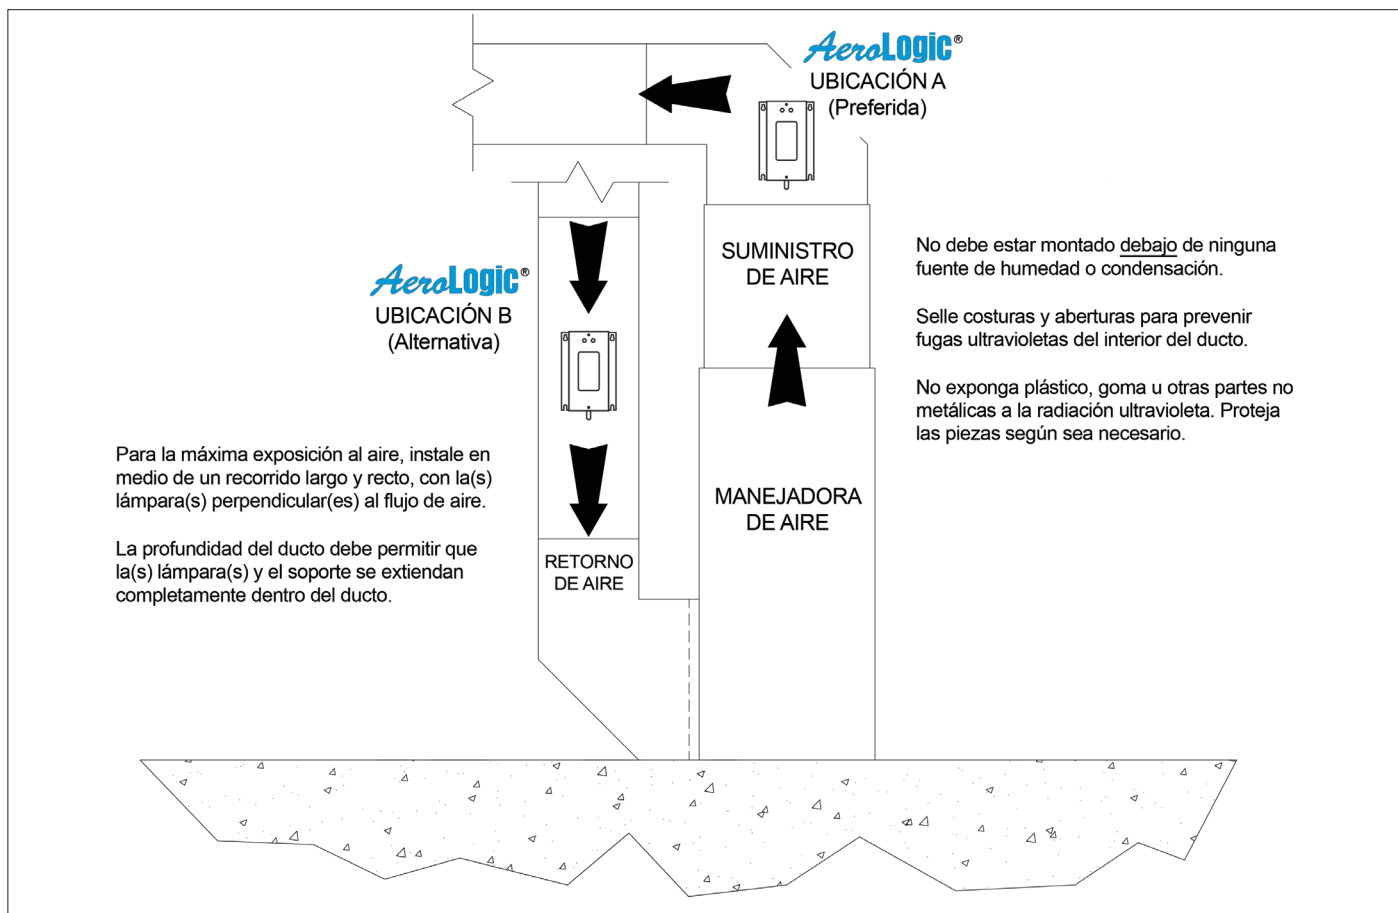 AeroLogic®
UBICACIÓN A
(Preferida)
SUMINISTRO
DE AIRE
No debe estar montado debajo de ninguna
fuente de humedad o condensación.
Selle costuras y aberturas para prevenir
fugas ultravioletas del interior del ducto.
No exponga plástico, goma u otras partes no
metálicas a la radiación ultravioleta. Proteja
las piezas según sea necesario.
AeroLogic®
UBICACIÓN B
(Alternativa)
Para la máxima exposición al aire, instale en
medio de un recorrido largo y recto, con la(s)
lámpara(s) perpendicular(es) al flujo de aire.
La profundidad del ducto debe permitir que
la(s) lámpara(s) y el soporte se extiendan
completamente dentro del ducto.
MANEJADORA
DE AIRE
RETORNO
DE AIRE